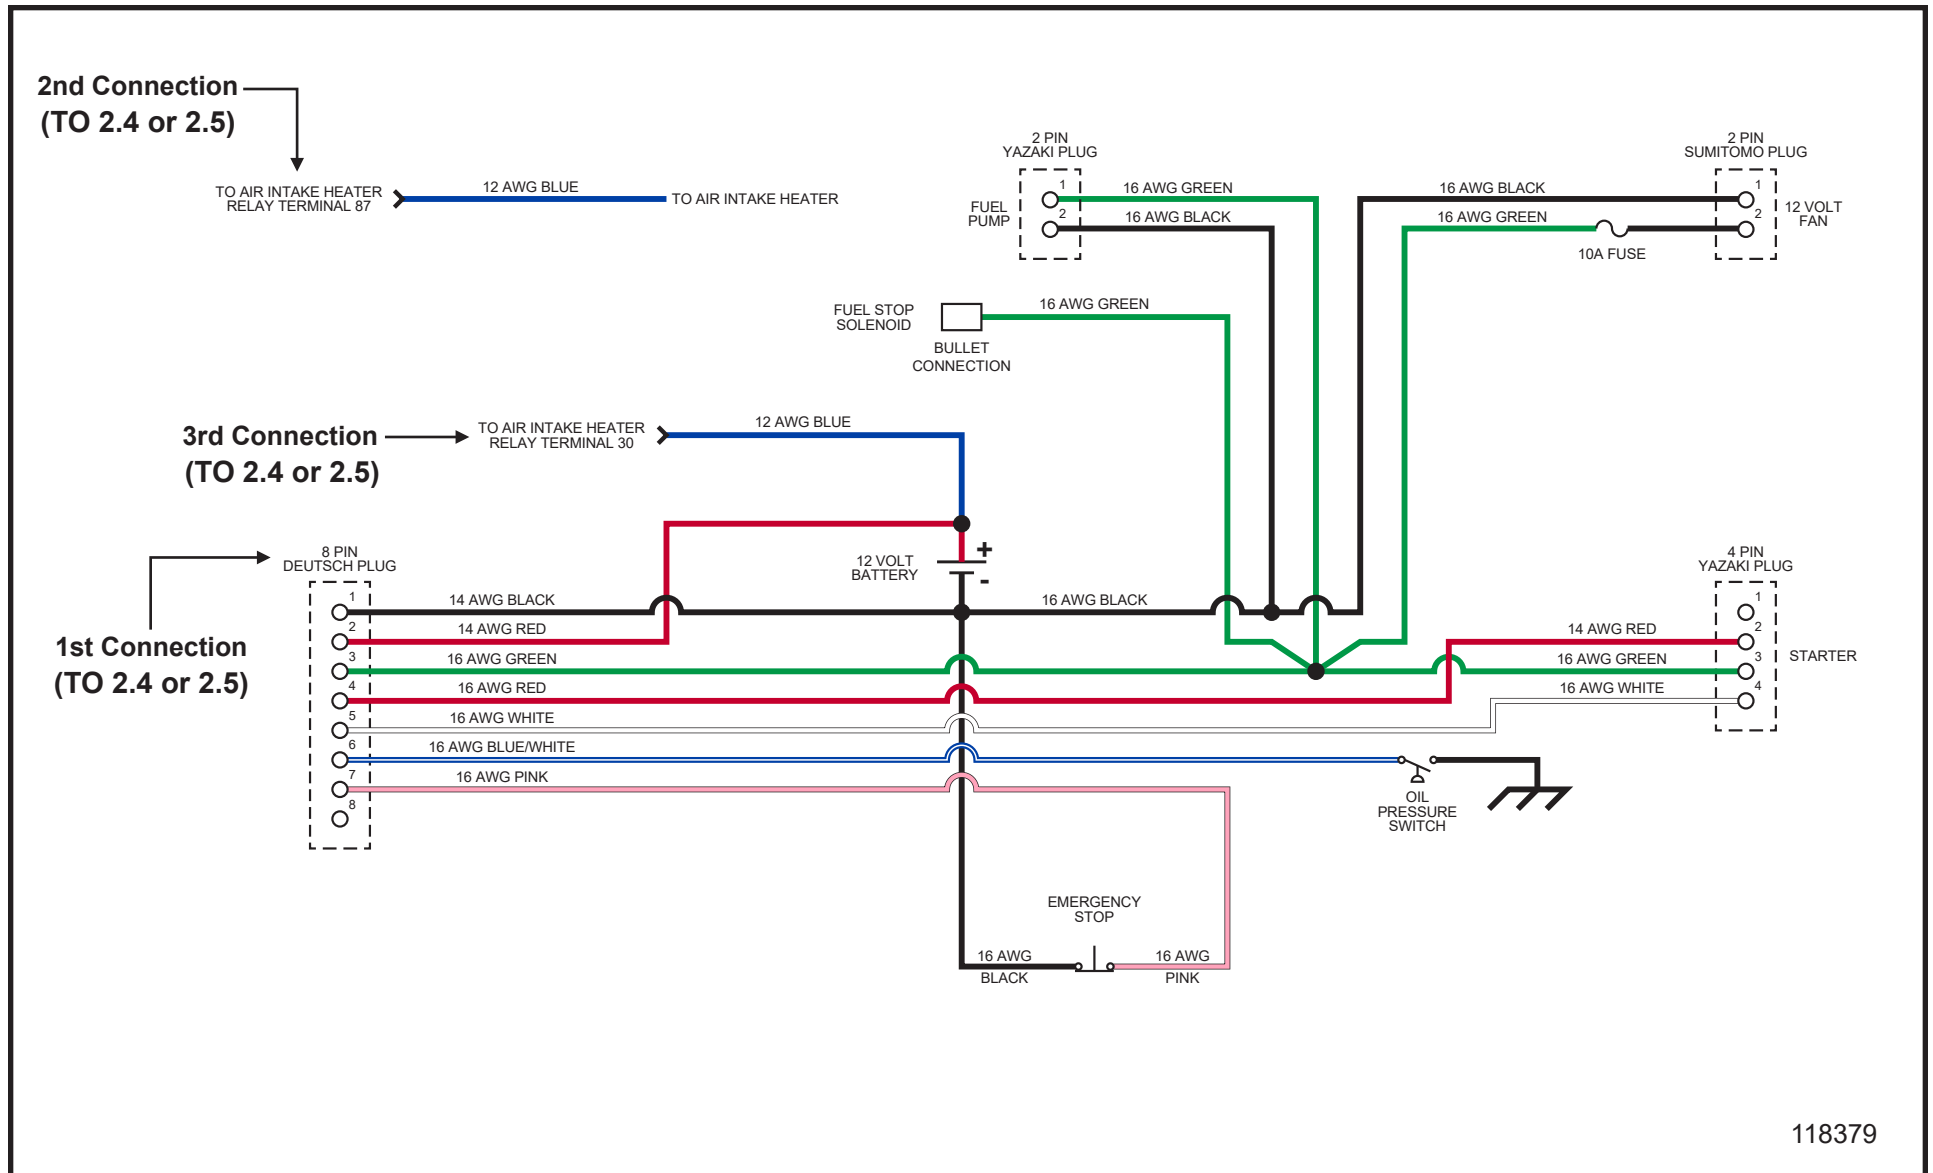 2nd Connection
(TO 2.4 or 2.5)
TO AIR INTAKE HEATER
RELAY TERMINAL 87
12 AWG BLUE
TO AIR INTAKE HEATER
2 PIN
YAZAKI PLUG
FUEL
PUMP
1
2
16 AWG GREEN
16 AWG BLACK
2 PIN
SUMITOMO PLUG
16 AWG BLACK
16 AWG GREEN
10A FUSE
1
2
12 VOLT
FAN
FUEL STOP
SOLENOID
BULLET
CONNECTION
16 AWG GREEN
3rd Connection
(TO 2.4 or 2.5)
TO AIR INTAKE HEATER
RELAY TERMINAL 30
12 AWG BLUE
12 VOLT
BATTERY
+
-
1st Connection
(TO 2.4 or 2.5)
8 PIN
DEUTSCH PLUG
1
2
3
4
5
6
7
8
14 AWG BLACK
14 AWG RED
16 AWG GREEN
16 AWG RED
16 AWG WHITE
16 AWG BLUE/WHITE
16 AWG PINK
16 AWG BLACK
4 PIN
YAZAKI PLUG
14 AWG RED
16 AWG GREEN
16 AWG WHITE
1
2
3
4
STARTER
OIL
PRESSURE
SWITCH
EMERGENCY
STOP
16 AWG
BLACK
16 AWG
PINK
118379